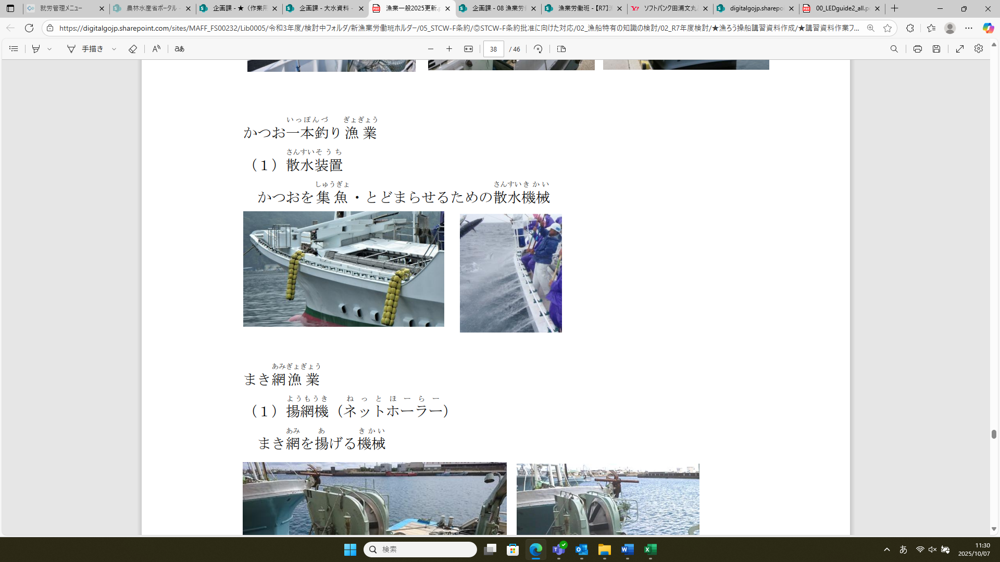 就労管理メニュー
農林水産省ポータル -
企画課 - ★（作業用
企画課 - 大水資料 -
漁業一般2025更新.p
企画課 - 08 漁業労働
漁業労働班 -【R7】
ソフトバンク田浦文丸
digitalgojp.sharepo
00_LEDguide2_all.p
https://digitalgojp.sharepoint.com/sites/MAFF_FS00232/Lib0005/令和3年度/検討中フォルダ/新漁業労働班ホルダー/05_STCW-F条約/◎STCW-F条約批准に向けた対応/02_漁船特有の知識の検討/02_R7年度検討/★漁ろう操船講習資料作成/★講習資料作業フ...
手描き
aあ
38 / 46
いっぽんづ ぎょぎょう
かつお一本釣り漁業
さんすいそうち
（１）散水装置
しゅうぎょ さんすいきかい
かつおを集魚・とどまらせるための散水機械
あみぎょぎょう
まき網漁業
ようもうき ねっとほーらー
（１）揚網機（ネットホーラー）
あみ あ きかい
まき網を揚げる機械
検索
あ
11:30
2025/10/07